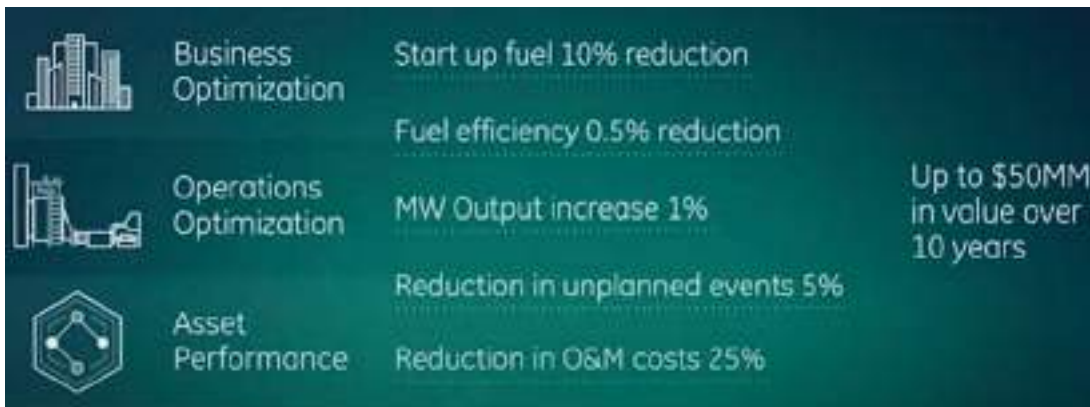 Business
Optimization
Start up fuel 10% reduction
Fuel efficiency 0.5% reduction
Operations
Optimization
MW Output increase 1%
Reduction in unplanned events 5%
Asset
Performance
Reduction in O&M costs 25%
Up to $50MM
in value over
10 years